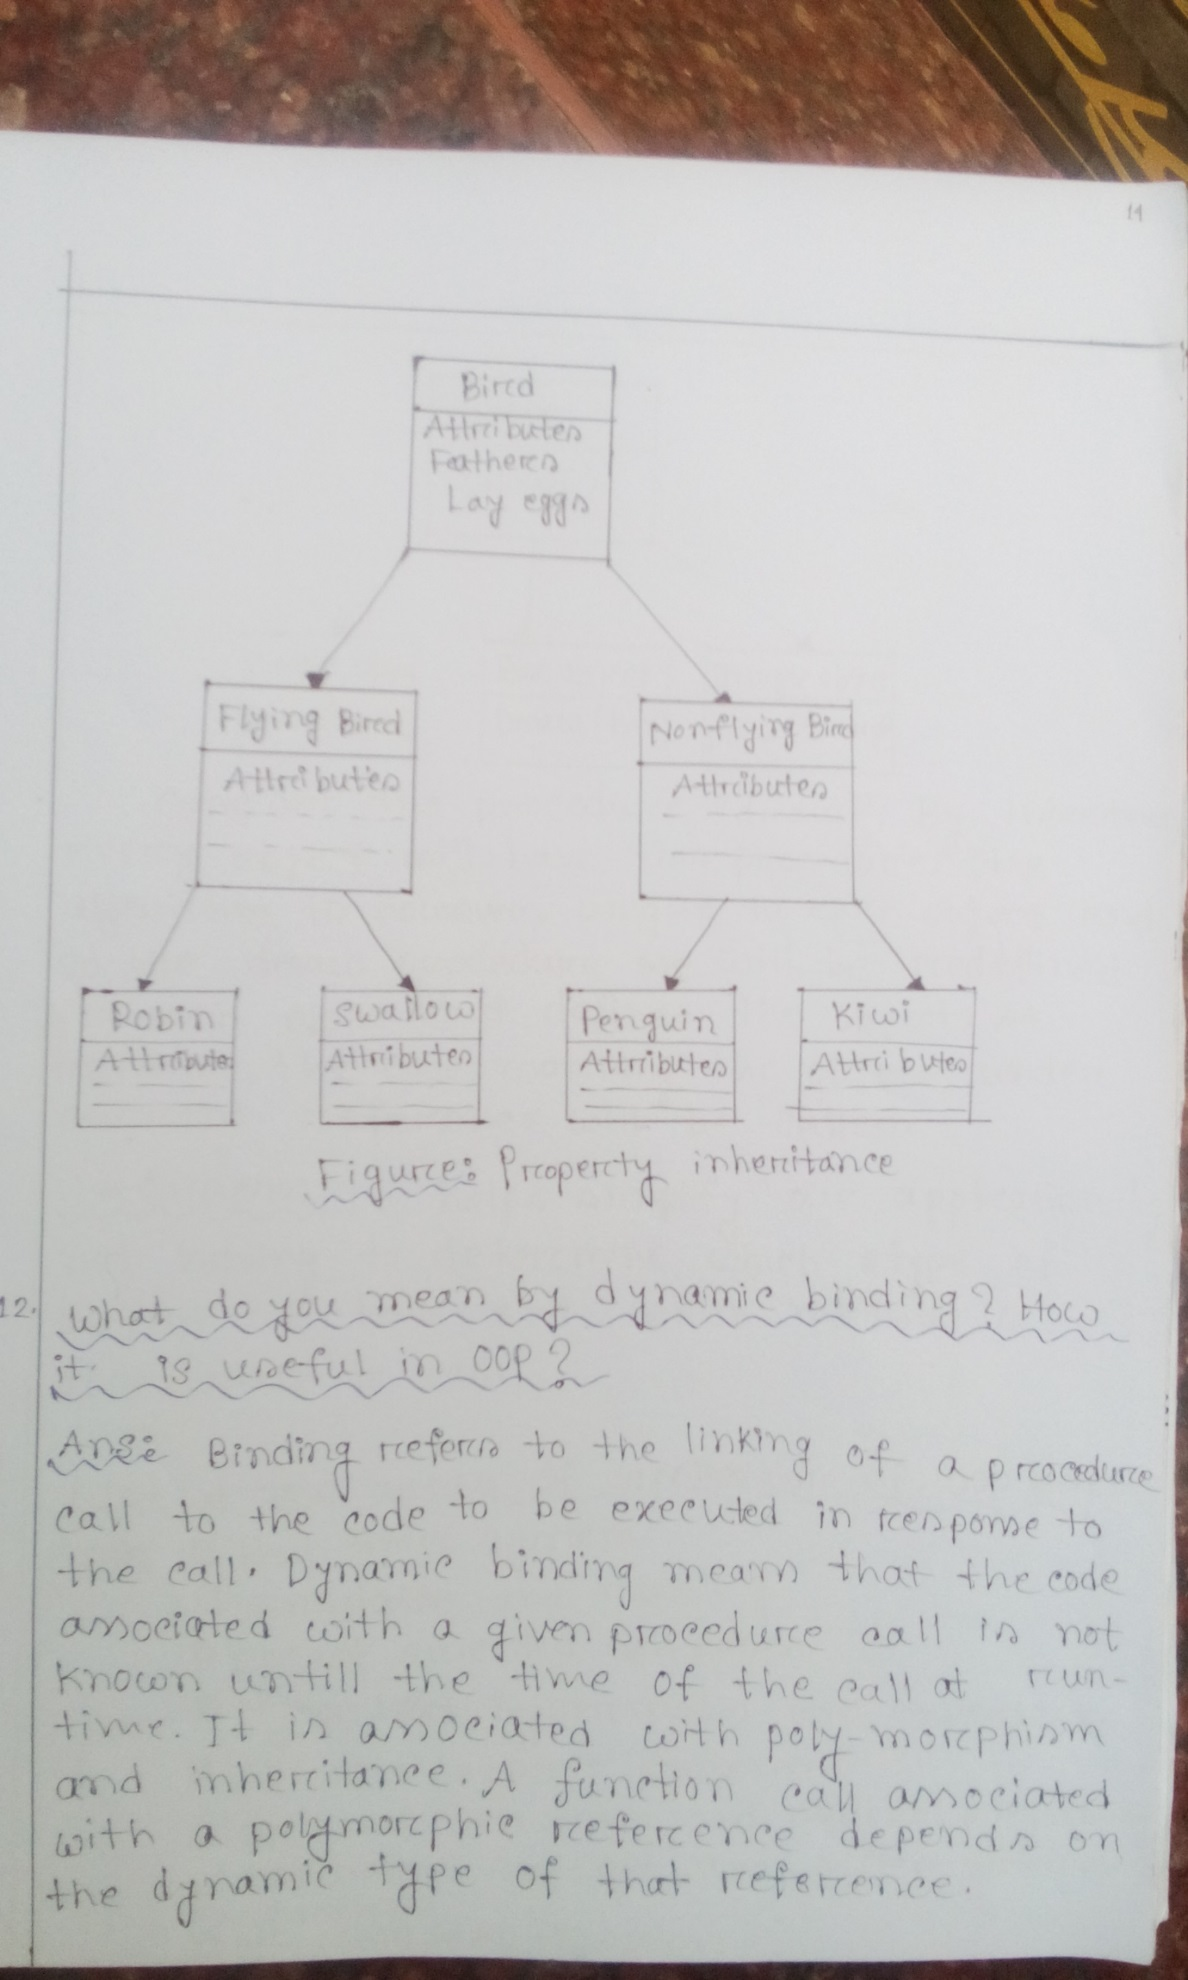 14
Bird
Attributes
Feathers
Lay eggs
Flying Bird
Attributes
Nonflying Bird
Attributes
Robin
Attributes
Swallow
Attributes
Penguin
Attributes
Kiwi
Attributes
Figure: Property inheritance
12. What do you mean by dynamic binding? How
it is useful in OOP?
Ans: Binding refers to the linking of a procedure
call to the code to be executed in response to
the call. Dynamic binding means that the code
associated with a given procedure call is not
known untill the time of the call at run-
time. It is associated with poly-morphism
and inheritance. A function call associated
with a polymorphic reference depends on
the dynamic type of that reference.